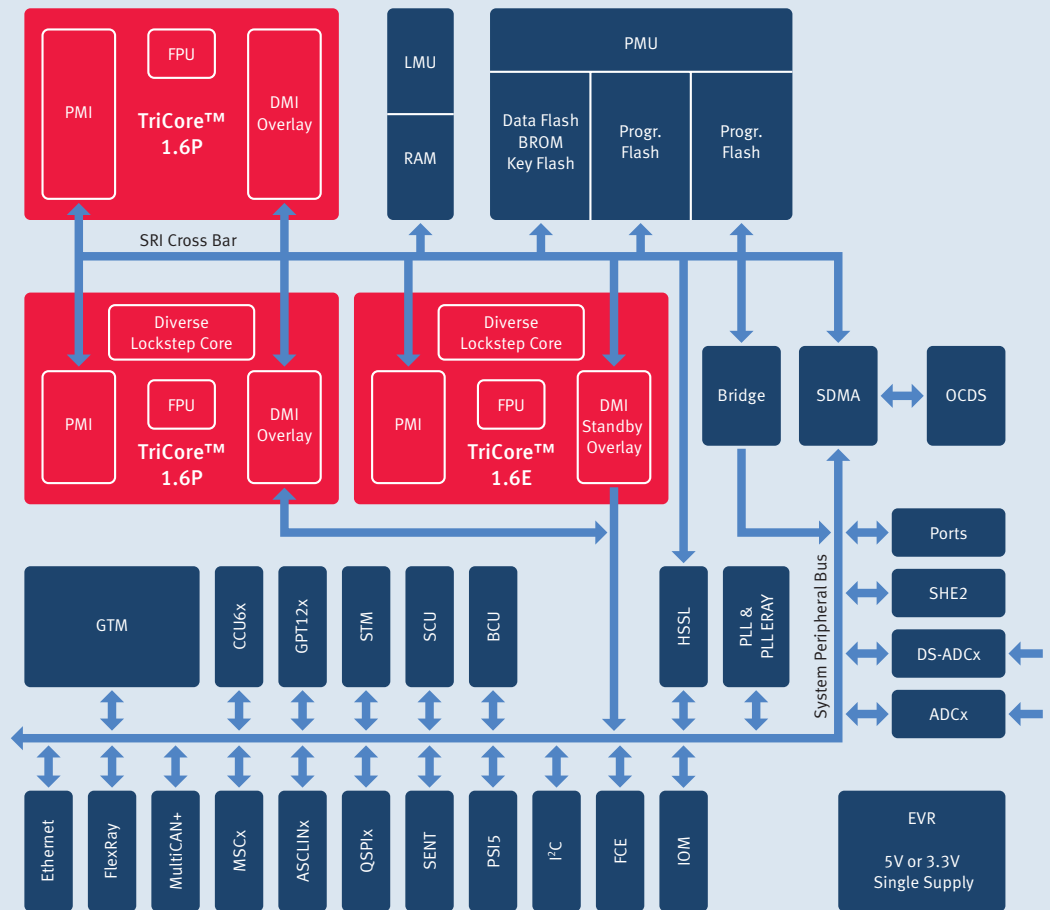 FPU
PMI
DMI
Overlay
TriCore™
1.6P
LMU
RAM
PMU
Data Flash
BROM
Key Flash
Progr.
Flash
Progr.
Flash
SRI Cross Bar
Diverse
Lockstep Core
PMI
FPU
DMI
Overlay
TriCore™
1.6P
Diverse
Lockstep Core
PMI
FPU
DMI
Standby
Overlay
TriCore™
1.6E
Bridge
SDMA
OCDS
System Peripheral Bus
Ports
SHE2
DS-ADCx
ADCx
GTM
CCU6x
GPT12x
STM
SCU
BCU
HSSL
PLL &
PLL ERAY
Ethernet
FlexRay
MultiCAN+
MSCx
ASCLINx
QSPIx
SENT
PSI5
I²C
FCE
IOM
EVR
5V or 3.3V
Single Supply